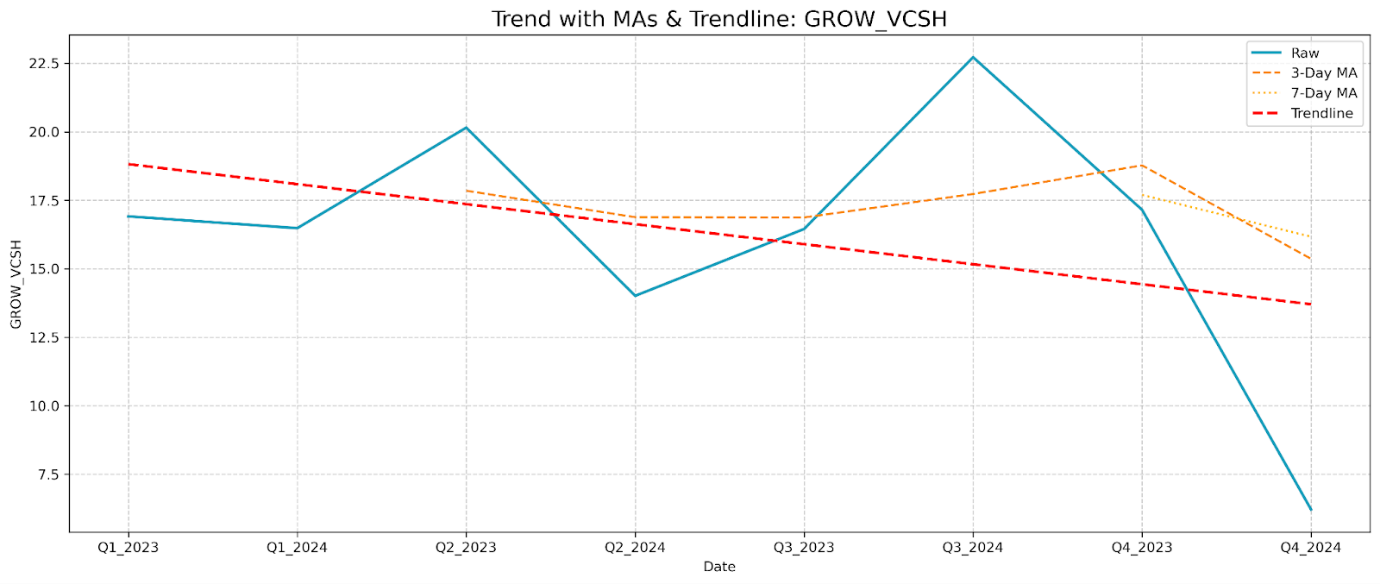 Trend with MAs & Trendline: GROW_VCSH
Raw
3-Day MA
7-Day MA
Trendline
GROW_VCSH
22.5
20.0
17.5
15.0
12.5
10.0
7.5
Q1_2023 Q1_2024 Q2_2023 Q2_2024 Q3_2023 Q3_2024 Q4_2023 Q4_2024
Date